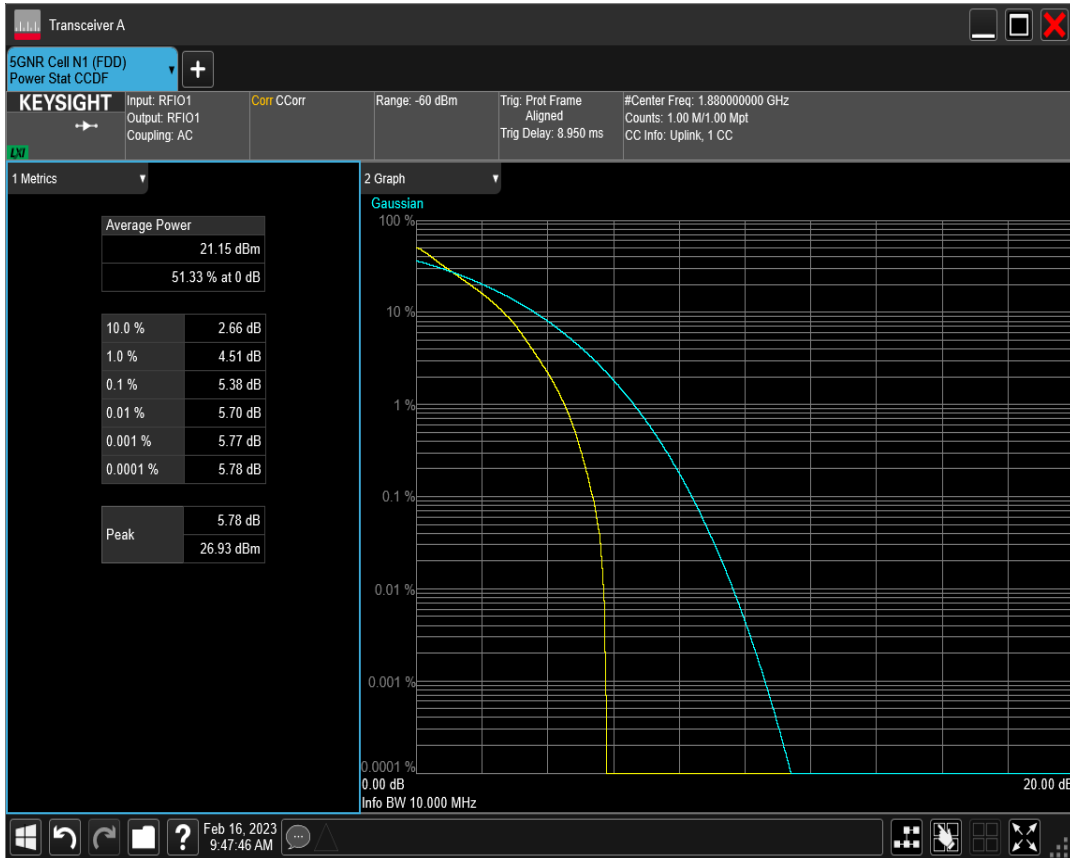 Transceiver A
5GNR Cell N1 (FDD)
Power Stat CCDF
+
KEYSIGHT
LXI
Input: RFIO1
Output: RFIO1
Coupling: AC
Corr CCorr
Range: -60 dBm
Trig: Prot Frame
Aligned
Trig Delay: 8.950 ms
#Center Freq: 1.880000000 GHz
Counts: 1.00 M/1.00 Mpt
CC Info: Uplink, 1 CC
1 Metrics
Average Power
21.15 dBm
51.33 % at 0 dB
10.0 % 2.66 dB
1.0 % 4.51 dB
0.1 % 5.38 dB
0.01 % 5.70 dB
0.001 % 5.77 dB
0.0001 % 5.78 dB
Peak 5.78 dB
26.93 dBm
2 Graph
Gaussian
100 %
10 %
1 %
0.1 %
0.01 %
0.001 %
0.0001 %
0.00 dB 20.00 dB
Info BW 10.000 MHz
? Feb 16, 2023
9:47:46 AM